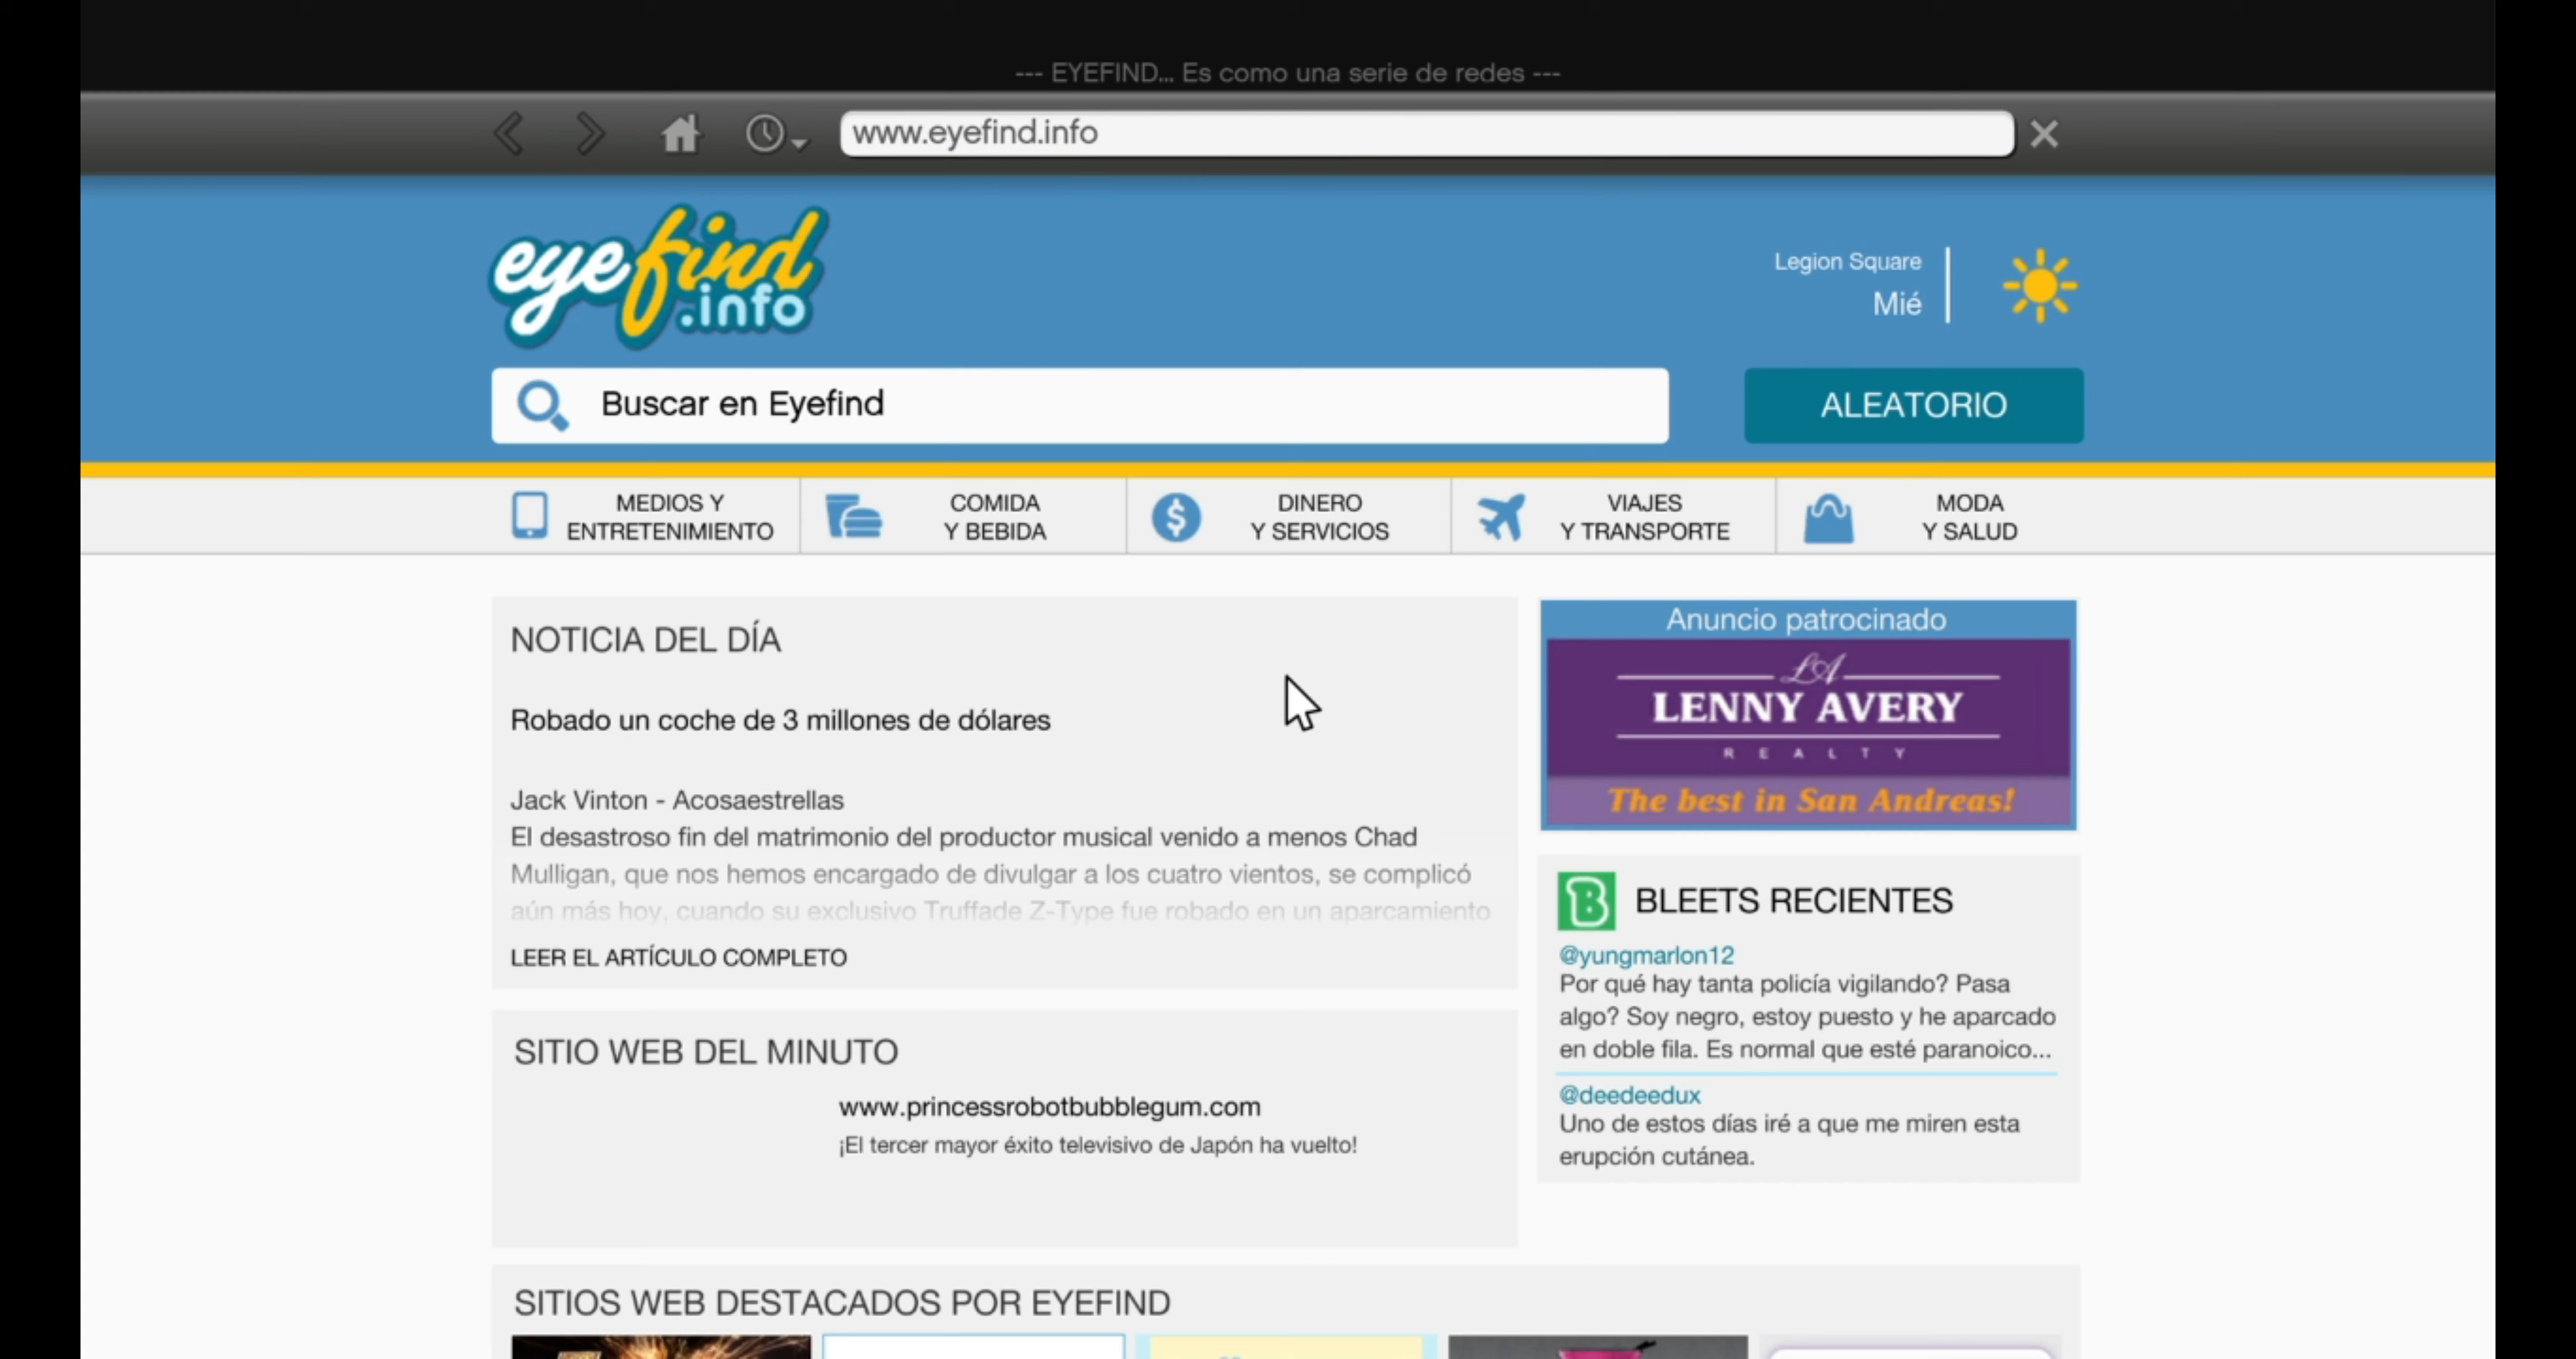 --- EYEFIND... Es como una serie de redes ---
www.eyefind.info
eyefind
.info
Legion Square
Mié
Buscar en Eyefind
ALEATORIO
MEDIOS Y
ENTRETENIMIENTO
COMIDA
Y BEBIDA
DINERO
Y SERVICIOS
VIAJES
Y TRANSPORTE
MODA
Y SALUD
NOTICIA DEL DÍA
Robado un coche de 3 millones de dólares
Jack Vinton - Acosaestrellas
El desastroso fin del matrimonio del productor musical venido a menos Chad
Mulligan, que nos hemos encargado de divulgar a los cuatro vientos, se complicó
aún más hoy, cuando su exclusivo Truffade Z-Type fue robado en un aparcamiento
LEER EL ARTÍCULO COMPLETO
SITIO WEB DEL MINUTO
www.princessrobotbubblegum.com
¡El tercer mayor éxito televisivo de Japón ha vuelto!
Anuncio patrocinado
LA
LENNY AVERY
REALTY
The best in San Andreas!
B
BLEETS RECIENTES
@yungmarlon12
Por qué hay tanta policía vigilando? Pasa
algo? Soy negro, estoy puesto y he aparcado
en doble fila. Es normal que esté paranoico...
@deedeedux
Uno de estos días iré a que me miren esta
erupción cutánea.
SITIOS WEB DESTACADOS POR EYEFIND